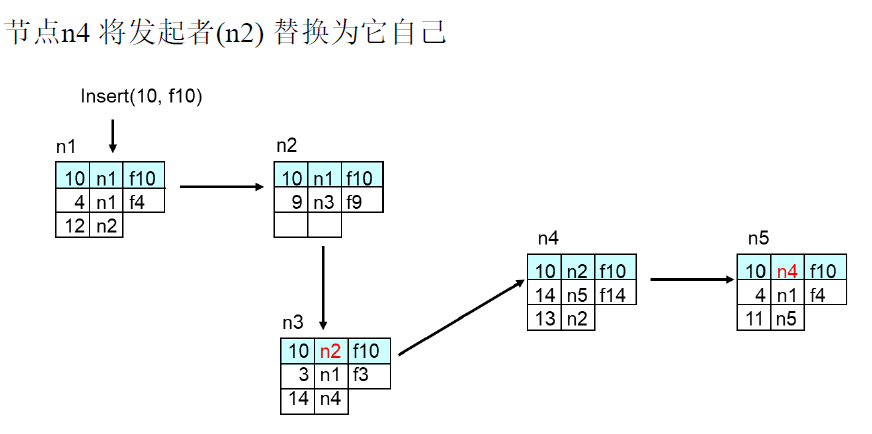 节点n4 将发起者(n2) 替换为它自己
Insert(10, f10)
n1
10 n1 f10
4 n1 f4
12 n2
n2
10 n1 f10
9 n3 f9
n3
10 n2 f10
3 n1 f3
14 n4
n4
10 n2 f10
14 n5 f14
13 n2
n5
10 n4 f10
4 n1 f4
11 n5